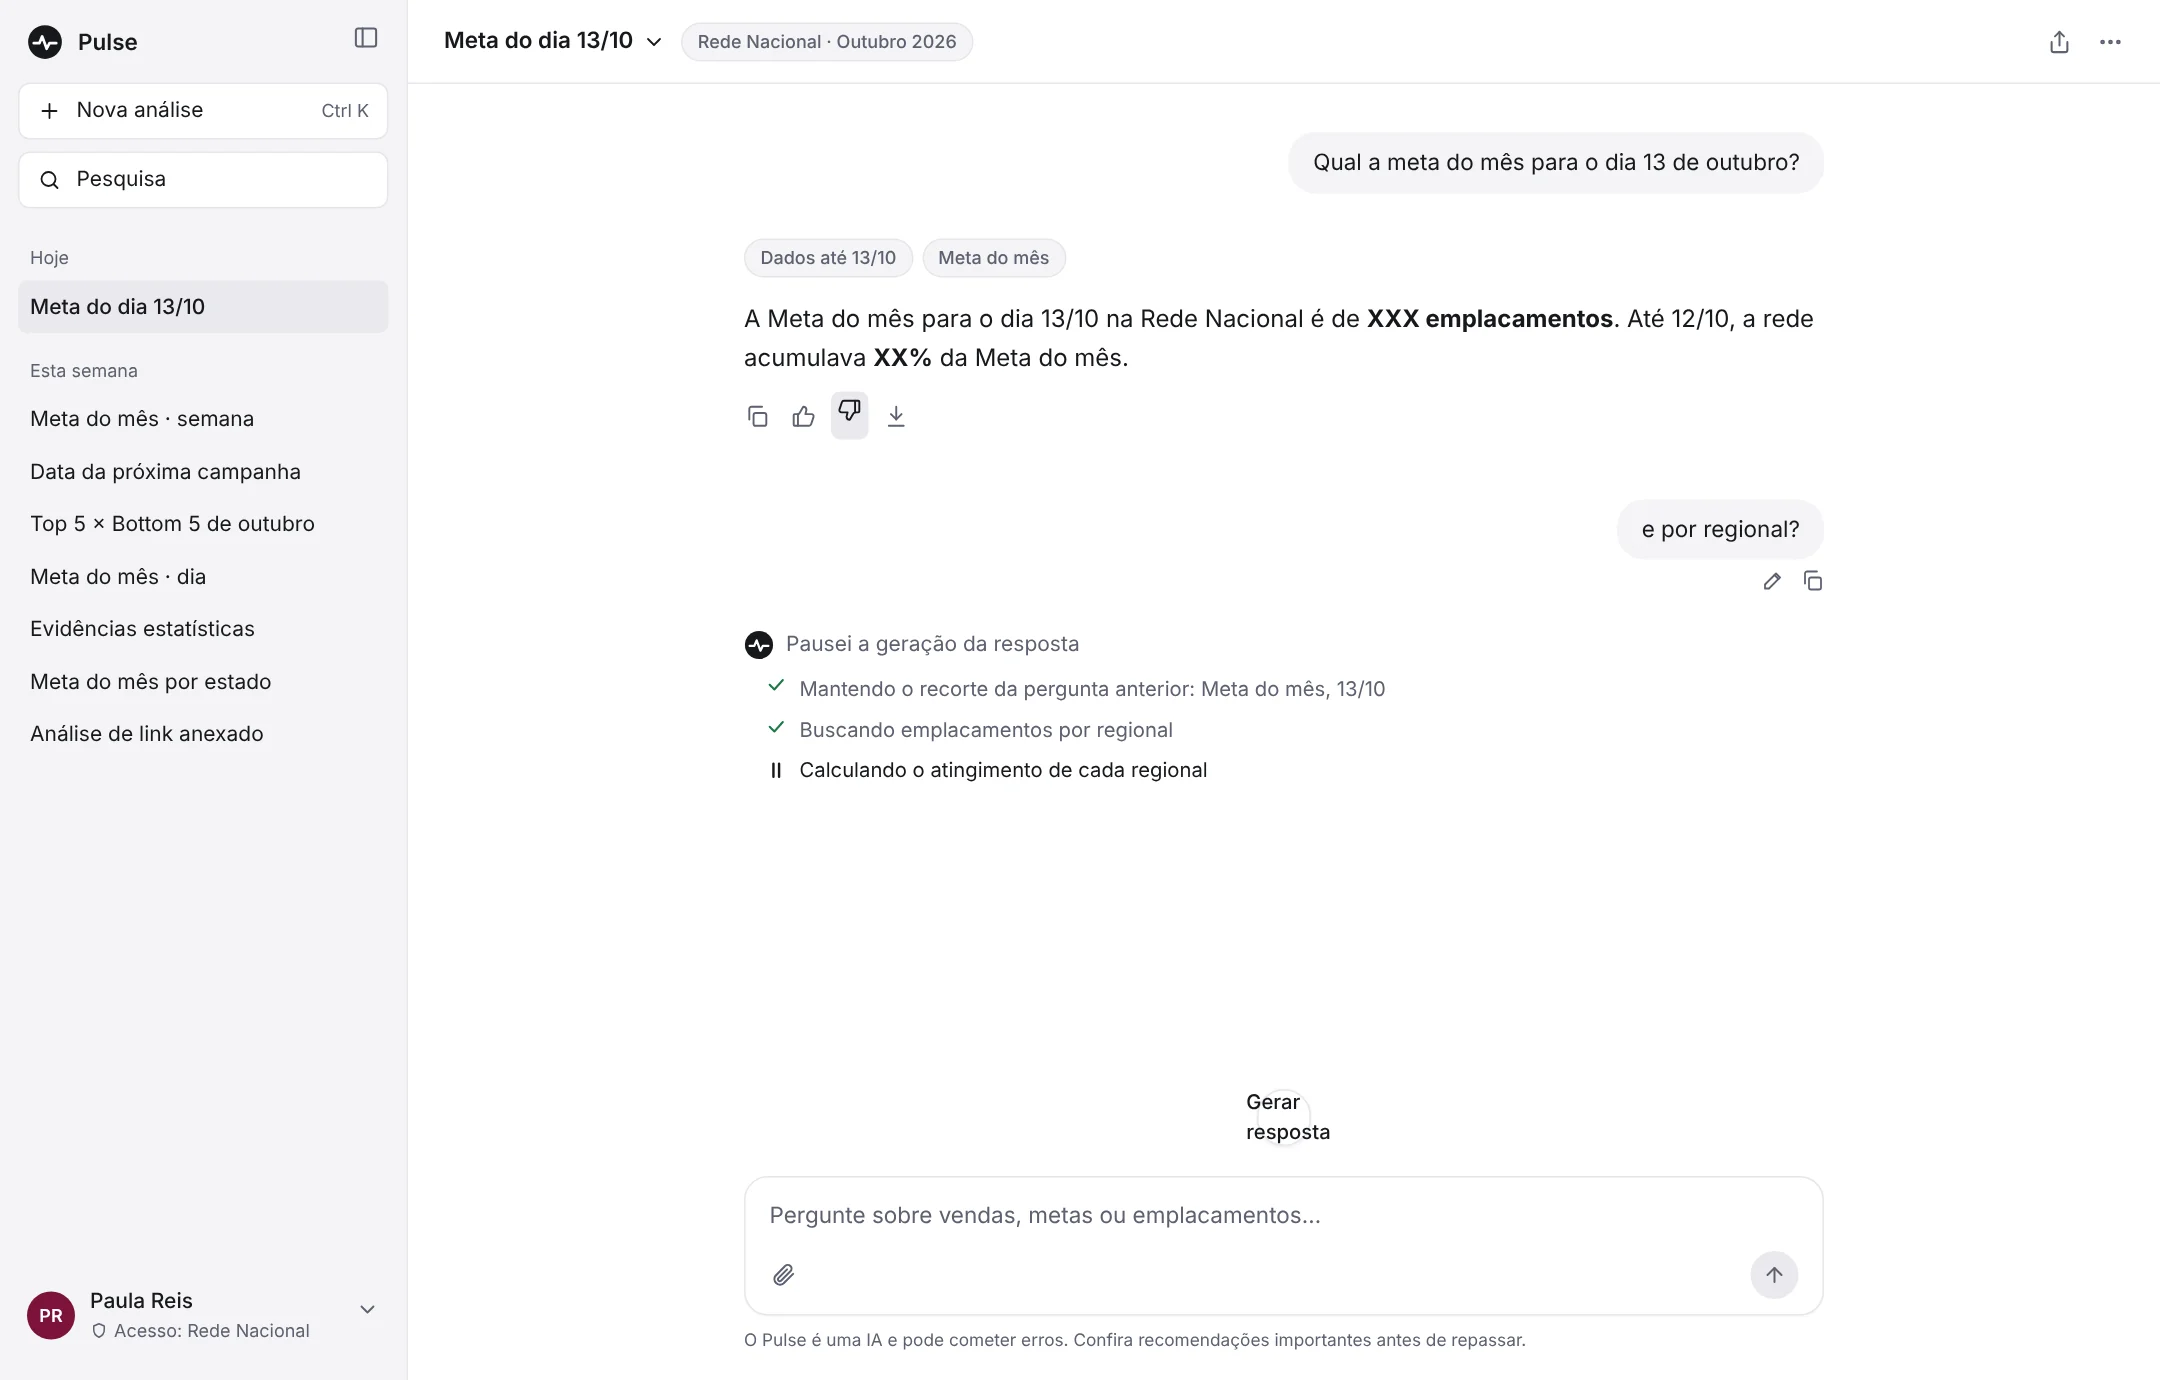 Pulse
Nova análise
Ctrl K
Pesquisa
Hoje
Meta do dia 13/10
Esta semana
Meta do mês · semana
Data da próxima campanha
Top 5 × Bottom 5 de outubro
Meta do mês · dia
Evidências estatísticas
Meta do mês por estado
Análise de link anexado
PR
Paula Reis
Acesso: Rede Nacional
Meta do dia 13/10
Rede Nacional · Outubro 2026
Qual a meta do mês para o dia 13 de outubro?
Dados até 13/10
Meta do mês
A Meta do mês para o dia 13/10 na Rede Nacional é de XXX emplacamentos. Até 12/10, a rede
acumulava XX% da Meta do mês.
e por regional?
Pausei a geração da resposta
Mantendo o recorte da pergunta anterior: Meta do mês, 13/10
Buscando emplacamentos por regional
Calculando o atingimento de cada regional
Gerar
resposta
Pergunte sobre vendas, metas ou emplacamentos...
O Pulse é uma IA e pode cometer erros. Confira recomendações importantes antes de repassar.